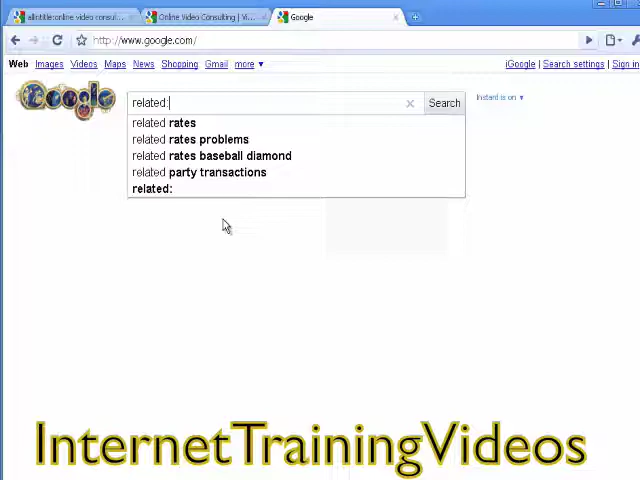 allintitle:online video consul...
Online Video Consulting | Vi...
Google
http://www.google.com/
Web Images Videos Maps News Shopping Gmail more ▼
iGoogle | Search settings | Sign in
Google
related:
Search
Instant is on ▼
related rates
related rates problems
related rates baseball diamond
related party transactions
related:
InternetTrainingVideos